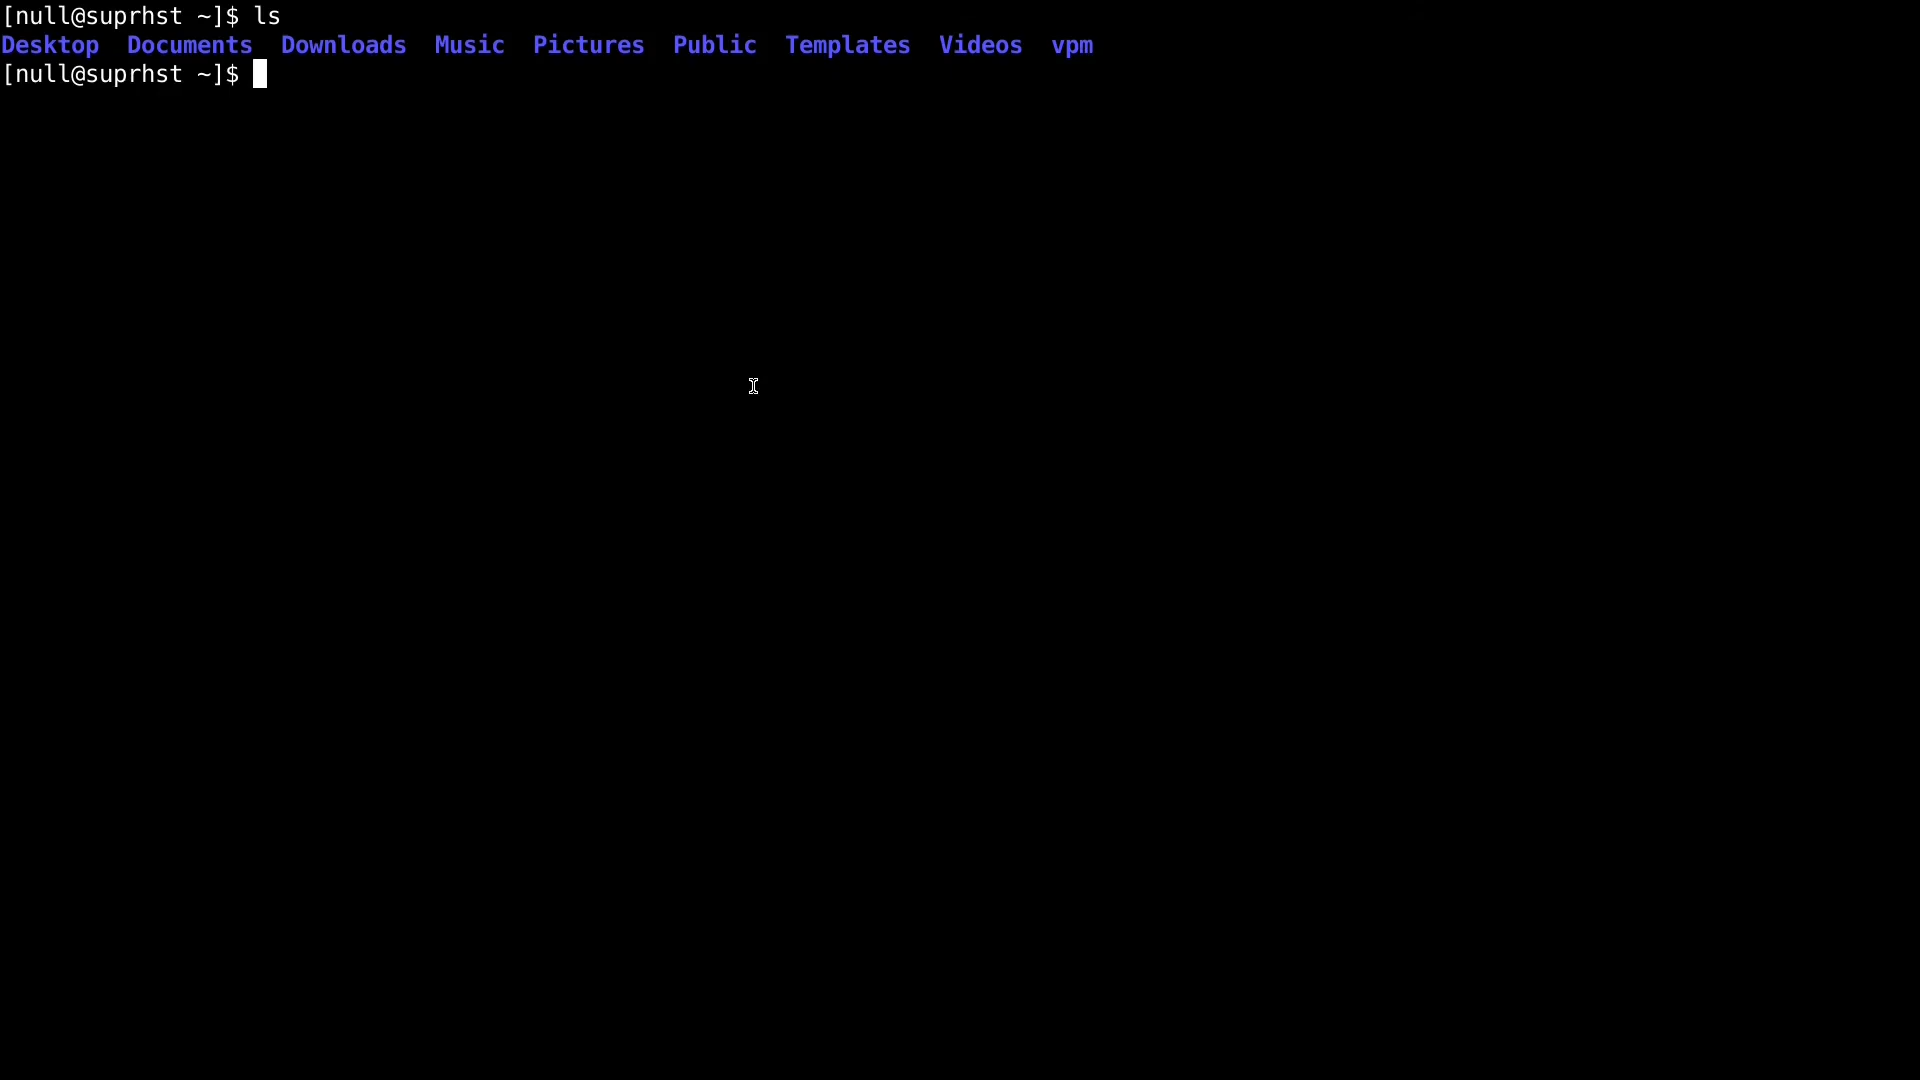 [null@suprhst ~]$ ls
Desktop  Documents  Downloads  Music  Pictures  Public  Templates  Videos  vpm
[null@suprhst ~]$